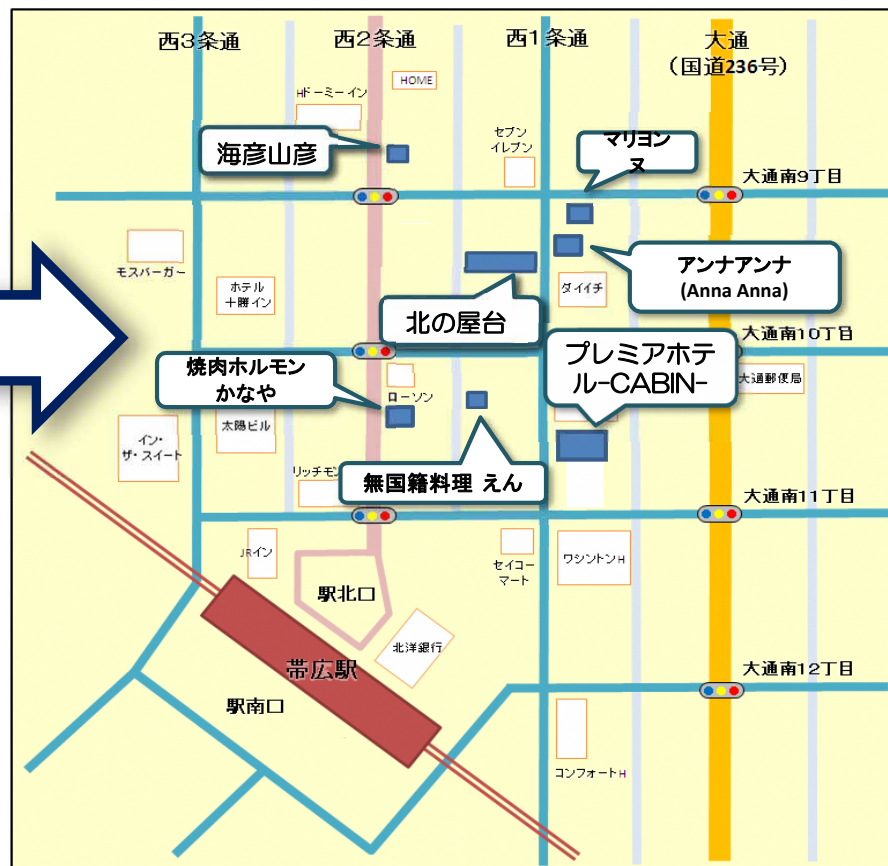 西3条通
西2条通
西1条通
大通
(国道236号)
HOME
Hドーミーイン
海彦山彦
セブン
イレブン
マリヨン
ヌ
大通南9丁目
モスバーガー
ホテル
十勝イン
北の屋台
ダイイチ
アンナアンナ
(Anna Anna)
大通南10丁目
焼肉ホルモン
かなや
ローソン
プレミアホテ
ル-CABIN-
大通郵便局
イン・
ザ・スイート
太陽ビル
リッチモン
無国籍料理 えん
大通南11丁目
JRイン
駅北口
セイコー
マート
ワシントンH
北洋銀行
帯広駅
駅南口
大通南12丁目
コンフォートH